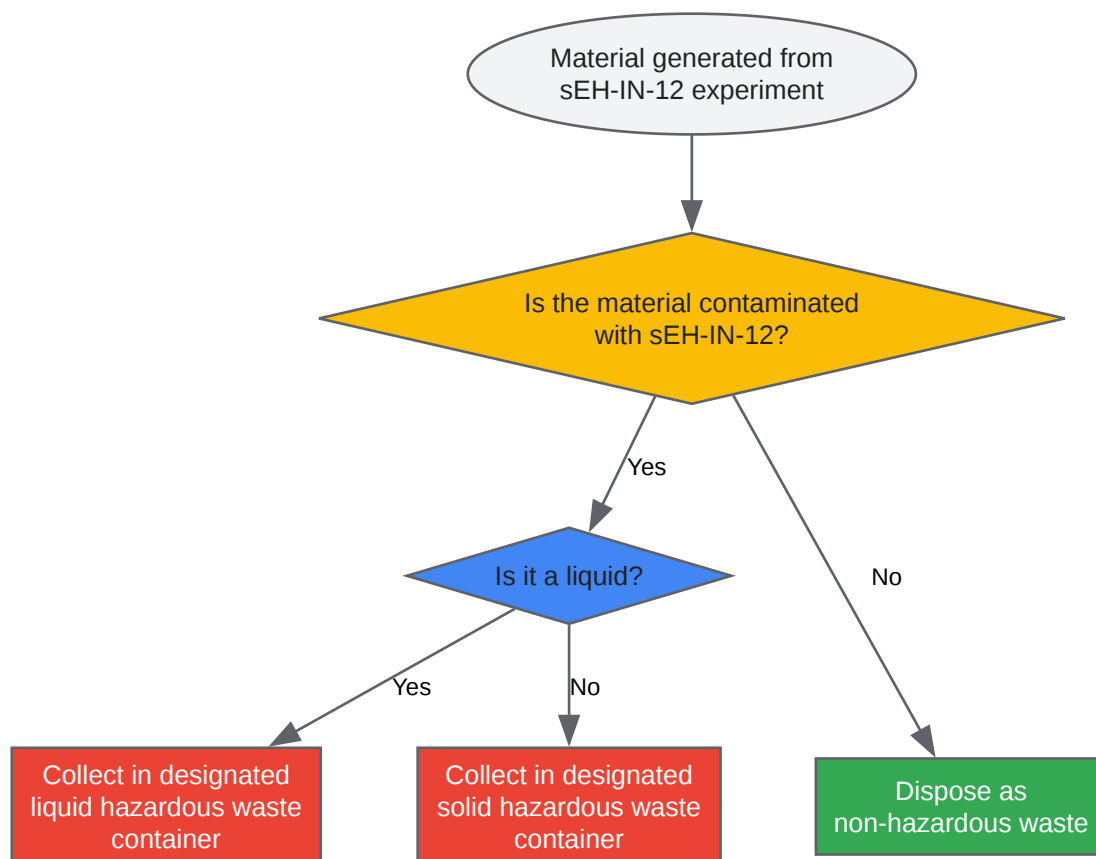 Material generated from
sEH-IN-12 experiment
Is the material contaminated
with sEH-IN-12?
Yes
No
Is it a liquid?
Yes
No
Collect in designated
liquid hazardous waste
container
Collect in designated
solid hazardous waste
container
Dispose as
non-hazardous waste